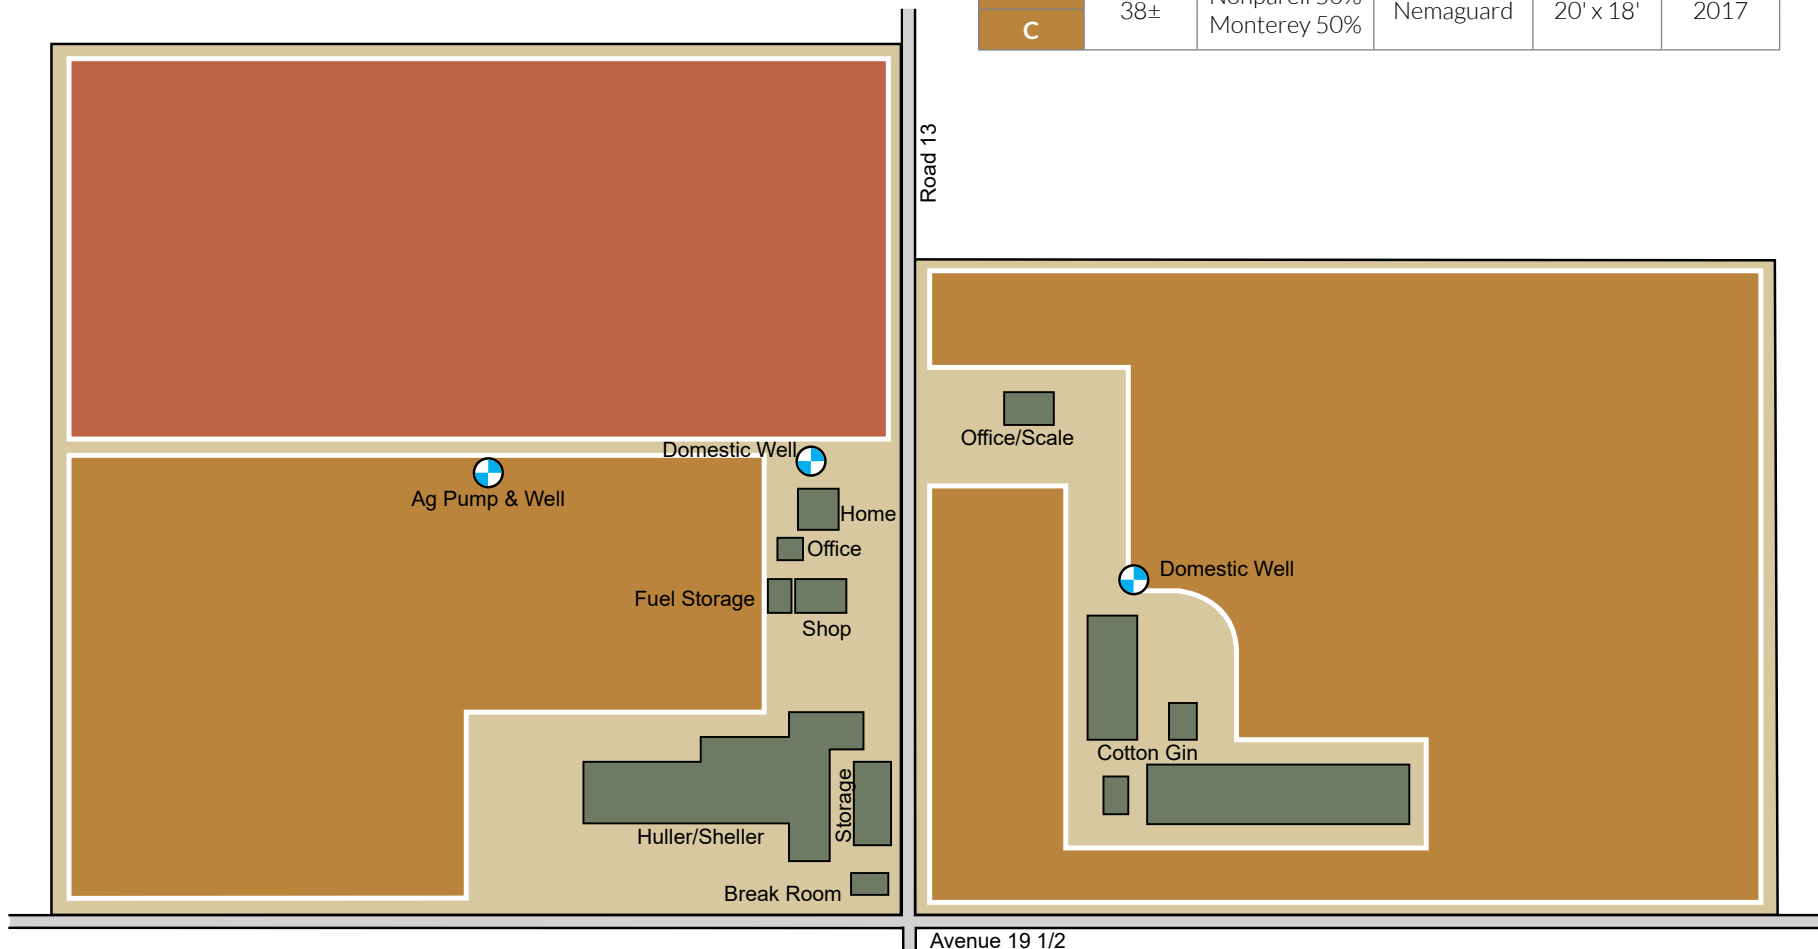 38±
Monterey 50%
Nemaguard
20' x 18'
2017
C
Road 13
Domestic Well
Ag Pump & Well
Home
Office
Fuel Storage
Shop
Storage
Huller/Sheller
Break Room
Office/Scale
Domestic Well
Cotton Gin
Avenue 19 1/2